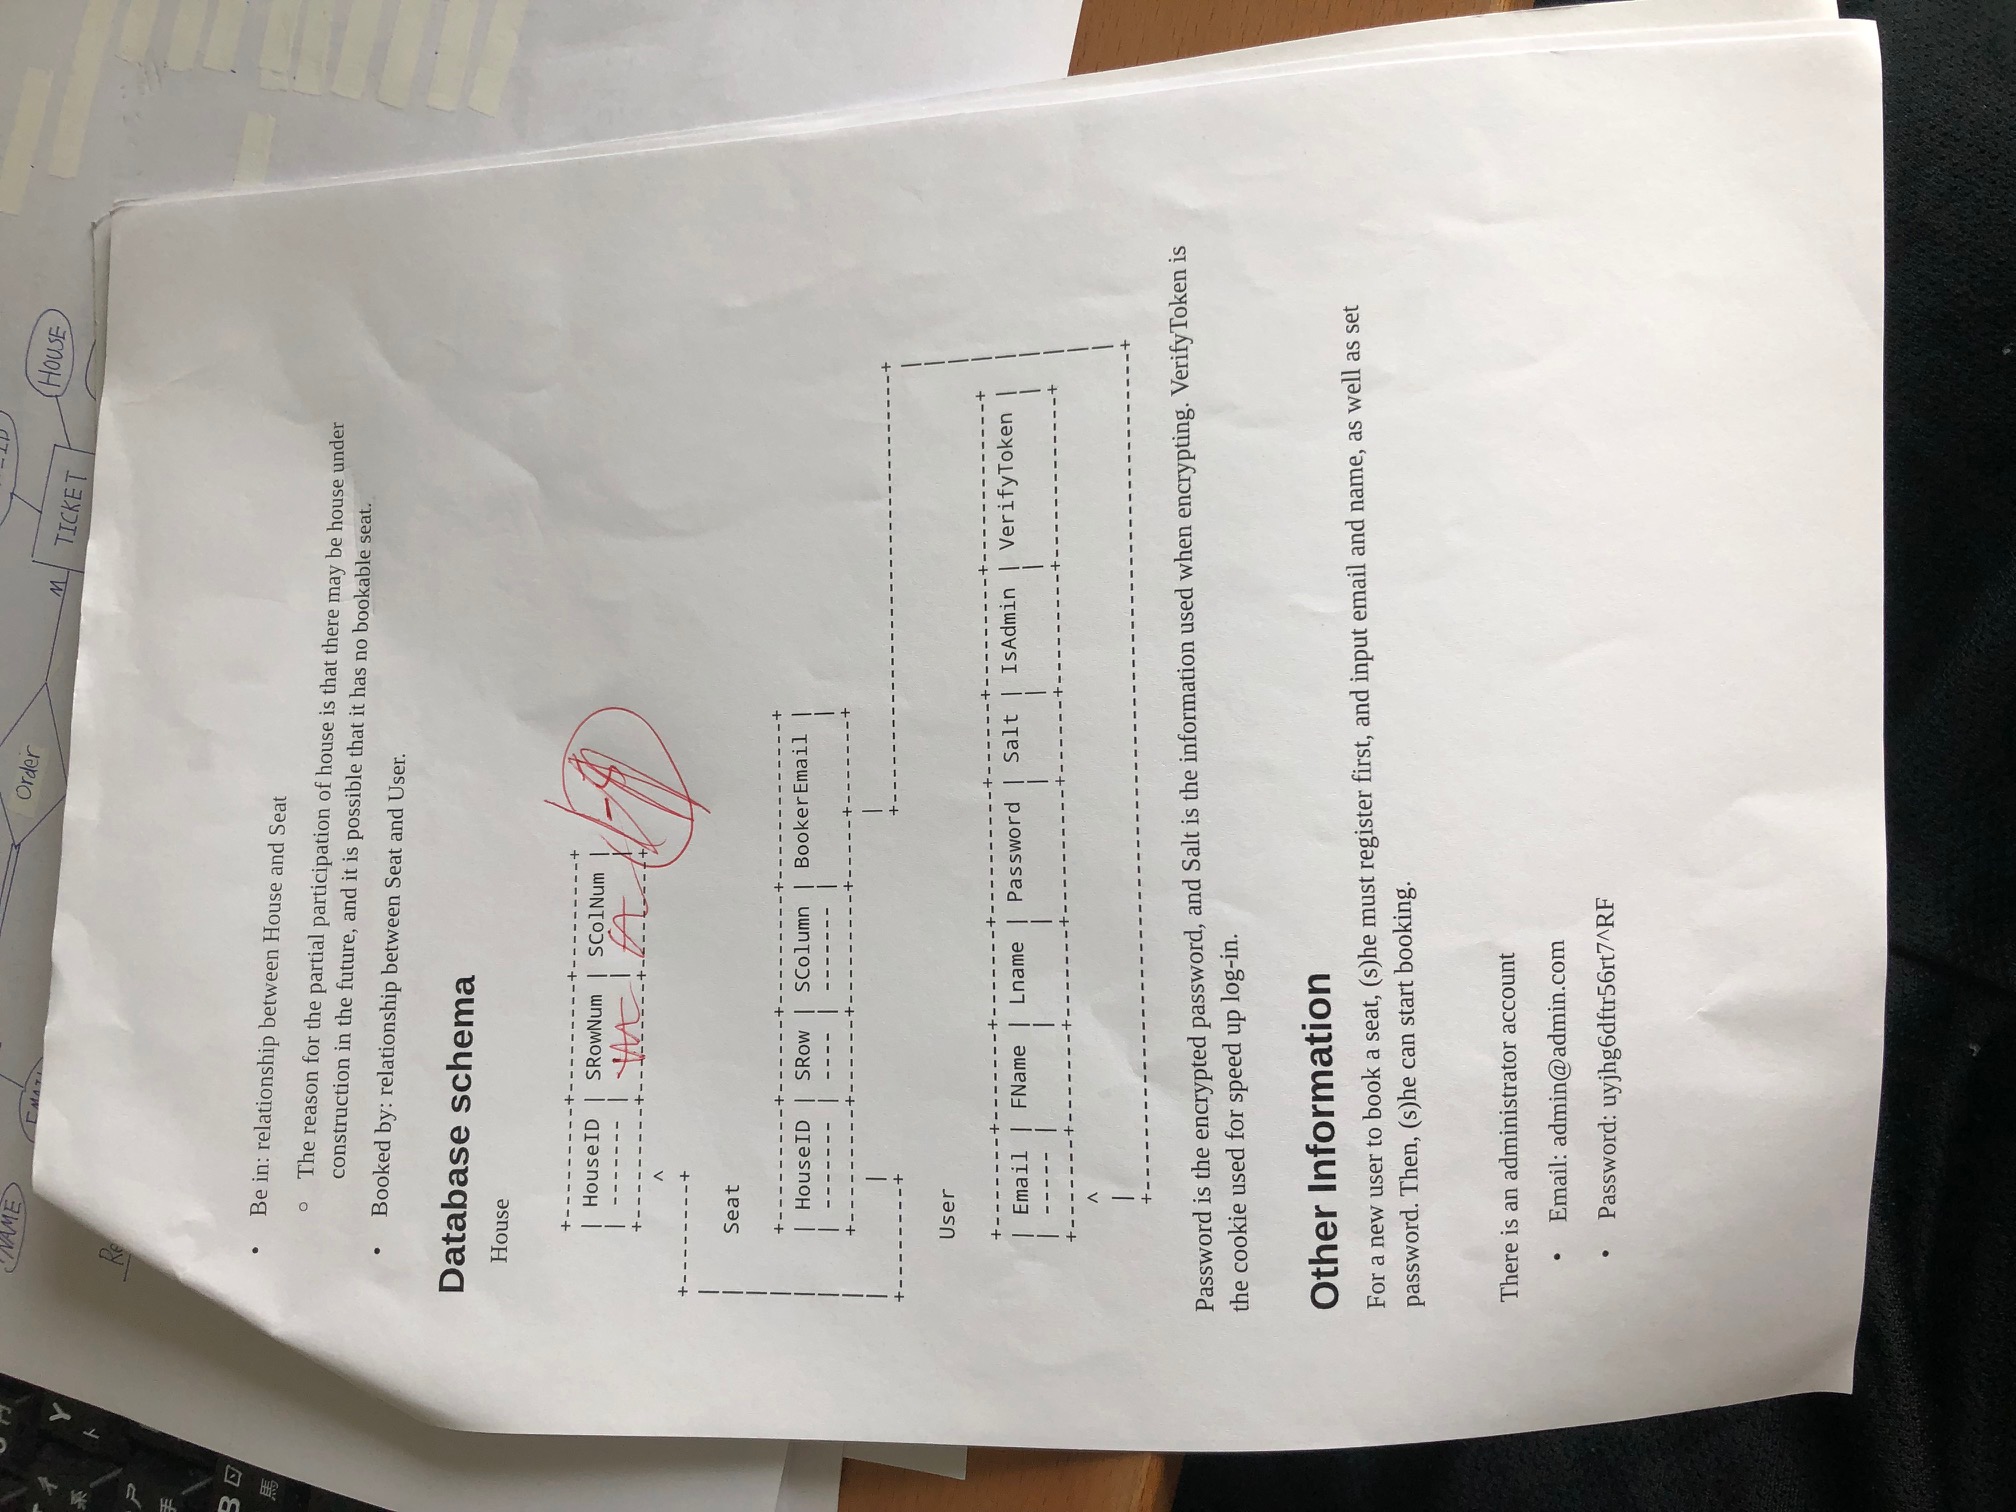 NAME
Order
M
TICKET
HOUSE
Y
B
手
馬
• Be in: relationship between House and Seat
◦ The reason for the partial participation of house is that there may be house under
construction in the future, and it is possible that it has no bookable seat.
• Booked by: relationship between Seat and User.
Database schema
House
+---------+---------+---------+
| HouseID | SRowNum | SColNum |
| ------- | | |
+---------+---------+---------+
^
+--------+
|
| Seat
|
| +---------+------+---------+-------------+
| | HouseID | SRow | SColumn | BookerEmail |
| | ------- | ---- | ------- | |
| +---------+------+---------+-----+-------+
| | |
+--------+ +--------------------------------+
User
+-------+-------+-------+----------+------+---------+-------------+
| Email | FName | Lname | Password | Salt | IsAdmin | VerifyToken |
| ----- | | | | | | |
+-------+-------+-------+----------+------+---------+-------------+
^
|
+---------------------------------------------------------------+
Password is the encrypted password, and Salt is the information used when encrypting. VerifyToken is
the cookie used for speed up log-in.
Other Information
For a new user to book a seat, (s)he must register first, and input email and name, as well as set
password. Then, (s)he can start booking.
There is an administrator account
• Email: admin@admin.com
• Password: uyjhg6dftr56rt7^RF